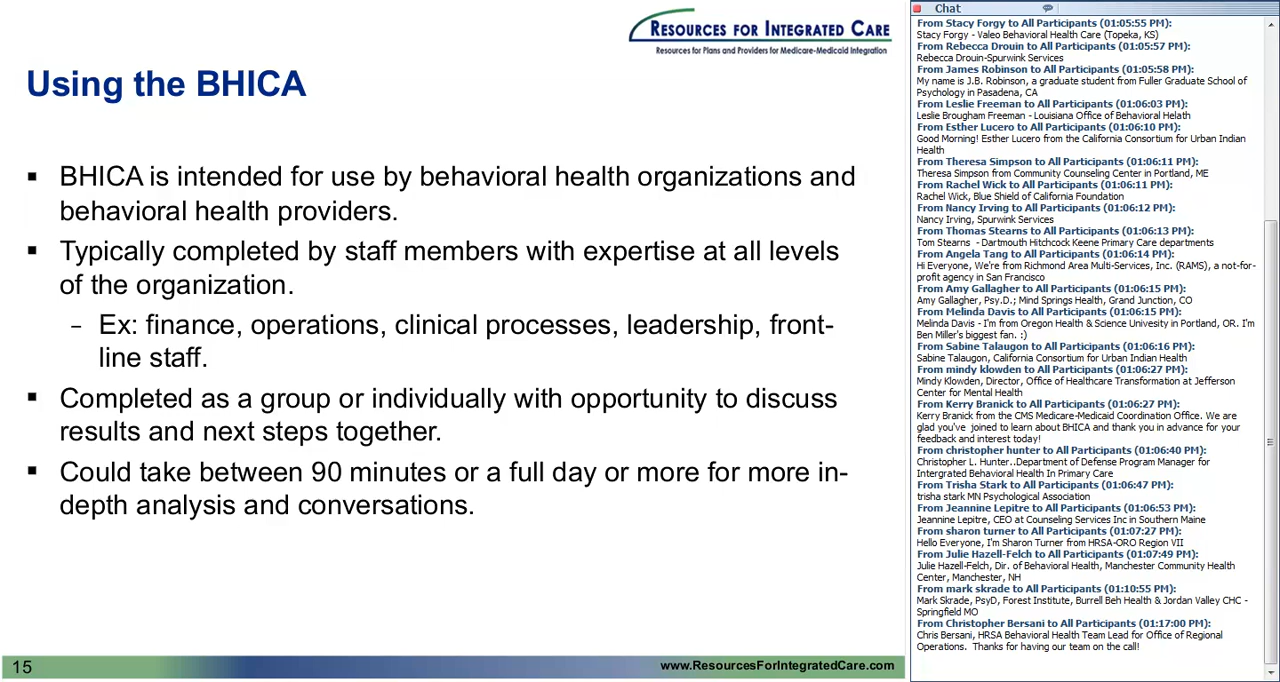 RESOURCES FOR INTEGRATED CARE
Resources for Plans and Providers for Medicare-Medicaid Integration
Using the BHICA
▪ BHICA is intended for use by behavioral health organizations and
behavioral health providers.
▪ Typically completed by staff members with expertise at all levels
of the organization.
– Ex: finance, operations, clinical processes, leadership, front-
line staff.
▪ Completed as a group or individually with opportunity to discuss
results and next steps together.
▪ Could take between 90 minutes or a full day or more for more in-
depth analysis and conversations.
15
www.ResourcesForIntegratedCare.com
Chat
From Stacy Forgy to All Participants (01:05:55 PM):
Stacy Forgy - Valeo Behavioral Health Care (Topeka, KS)
From Rebecca Drouin to All Participants (01:05:57 PM):
Rebecca Drouin-Spurwink Services
From James Robinson to All Participants (01:05:58 PM):
My name is J.B. Robinson, a graduate student from Fuller Graduate School of
Psychology in Pasadena, CA
From Leslie Freeman to All Participants (01:06:03 PM):
Leslie Brougham Freeman - Louisiana Office of Behavioral Helath
From Esther Lucero to All Participants (01:06:10 PM):
Good Morning! Esther Lucero from the California Consortium for Urban Indian
Health
From Theresa Simpson to All Participants (01:06:11 PM):
Theresa Simpson from Community Counseling Center in Portland, ME
From Rachel Wick to All Participants (01:06:11 PM):
Rachel Wick, Blue Shield of California Foundation
From Nancy Irving to All Participants (01:06:12 PM):
Nancy Irving, Spurwink Services
From Thomas Stearns to All Participants (01:06:13 PM):
Tom Stearns - Dartmouth Hitchcock Keene Primary Care departments
From Angela Tang to All Participants (01:06:14 PM):
Hi Everyone, We're from Richmond Area Multi-Services, Inc. (RAMS), a not-for-
profit agency in San Francisco
From Amy Gallagher to All Participants (01:06:15 PM):
Amy Gallagher, Psy.D.; Mind Springs Health, Grand Junction, CO
From Melinda Davis to All Participants (01:06:15 PM):
Melinda Davis - I'm from Oregon Health & Science Univesity in Portland, OR. I'm
Ben Miller's biggest fan. :)
From Sabine Talaugon to All Participants (01:06:16 PM):
Sabine Talaugon, California Consortium for Urban Indian Health
From mindy klowden to All Participants (01:06:27 PM):
Mindy Klowden, Director, Office of Healthcare Transformation at Jefferson
Center for Mental Health
From Kerry Branick to All Participants (01:06:27 PM):
Kerry Branick from the CMS Medicare-Medicaid Coordination Office. We are
glad you've joined to learn about BHICA and thank you in advance for your
feedback and interest today!
From christopher hunter to All Participants (01:06:40 PM):
Christopher L. Hunter..Department of Defense Program Manager for
Intergrated Behavioral Health In Primary Care
From Trisha Stark to All Participants (01:06:47 PM):
trisha stark MN Psychological Association
From Jeannine Lepitre to All Participants (01:06:53 PM):
Jeannine Lepitre, CEO at Counseling Services Inc in Southern Maine
From sharon turner to All Participants (01:07:27 PM):
Hello Everyone, I'm Sharon Turner from HRSA-ORO Region VII
From Julie Hazell-Felch to All Participants (01:07:49 PM):
Julie Hazell-Felch, Dir. of Behavioral Health, Manchester Community Health
Center, Manchester, NH
From mark skrade to All Participants (01:10:55 PM):
Mark Skrade, PsyD, Forest Institute, Burrell Beh Health & Jordan Valley CHC -
Springfield MO
From Christopher Bersani to All Participants (01:17:00 PM):
Chris Bersani, HRSA Behavioral Health Team Lead for Office of Regional
Operations. Thanks for having our team on the call!